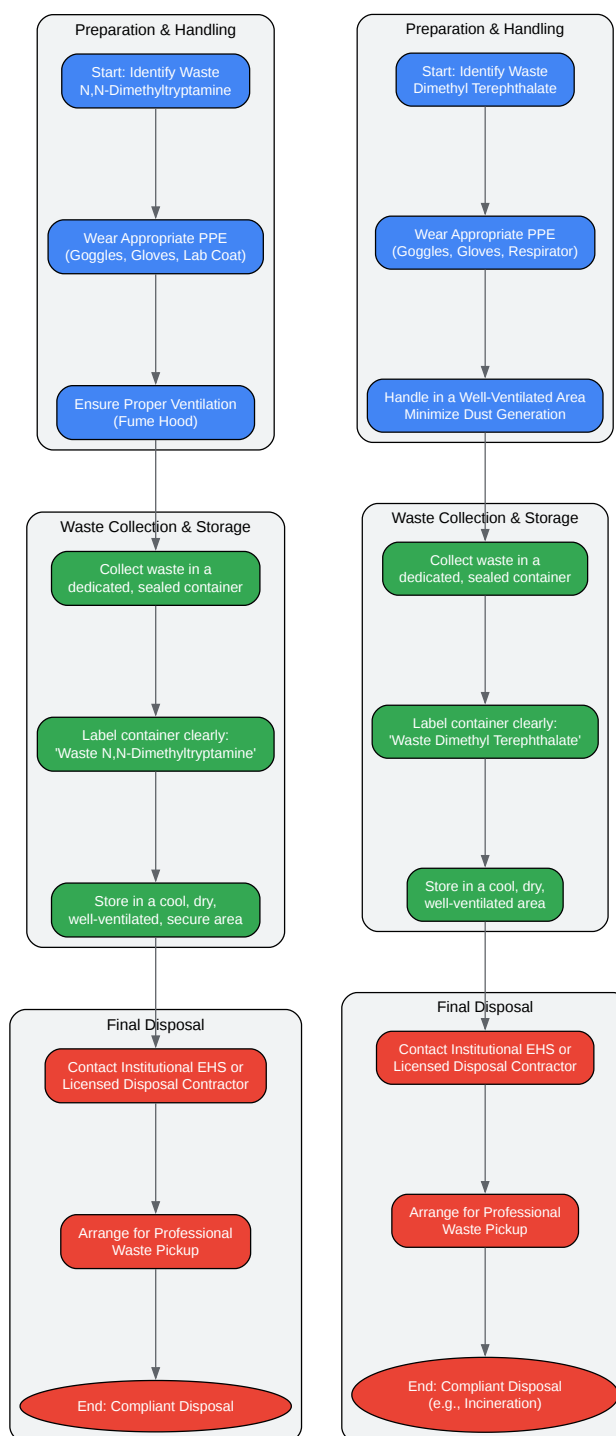 Preparation & Handling
Start: Identify Waste
N,N-Dimethyltryptamine
Wear Appropriate PPE
(Goggles, Gloves, Lab Coat)
Ensure Proper Ventilation
(Fume Hood)
Waste Collection & Storage
Collect waste in a
dedicated, sealed container
Label container clearly:
'Waste N,N-Dimethyltryptamine'
Store in a cool, dry,
well-ventilated, secure area
Final Disposal
Contact Institutional EHS or
Licensed Disposal Contractor
Arrange for Professional
Waste Pickup
End: Compliant Disposal
Preparation & Handling
Start: Identify Waste
Dimethyl Terephthalate
Wear Appropriate PPE
(Goggles, Gloves, Respirator)
Handle in a Well-Ventilated Area
Minimize Dust Generation
Waste Collection & Storage
Collect waste in a
dedicated, sealed container
Label container clearly:
'Waste Dimethyl Terephthalate'
Store in a cool, dry,
well-ventilated area
Final Disposal
Contact Institutional EHS or
Licensed Disposal Contractor
Arrange for Professional
Waste Pickup
End: Compliant Disposal
(e.g., Incineration)